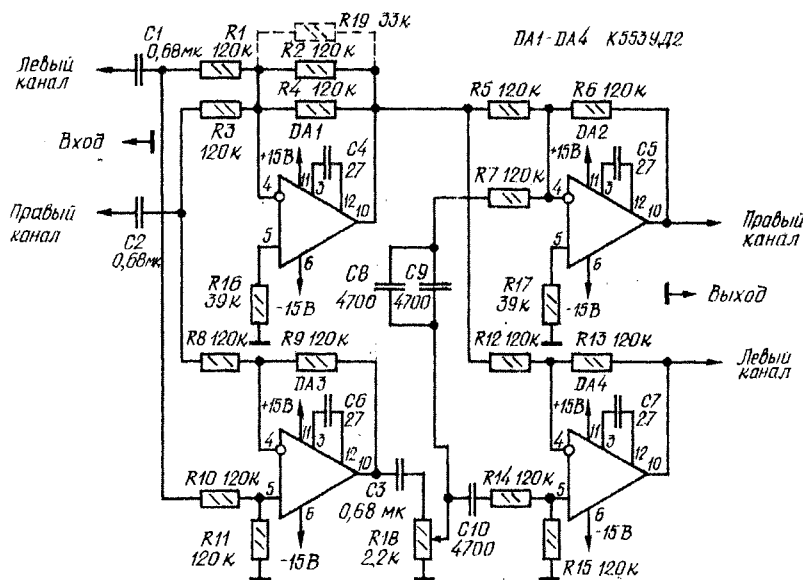 C1
0,68мк
R1
120к
R19 33к
R2 120к
R4 120к
DA1-DA4 К553УД2
Левый
канал
R3
120к
DA1
C4
27
+15В
11
3
12
10
4
5
6
-15В
Вход
Правый
канал
C2
0,68мк
R16
39к
R5 120к
R6 120к
DA2
C5
27
+15В
11
3
12
10
4
5
6
-15В
R7 120к
R17
39к
Правый
канал
Выход
C8
4700
C9
4700
R8 120к
R9 120к
DA3
C6
27
+15В
11
3
12
10
4
5
6
-15В
R10 120к
R11
120к
C3
0,68 мк
R18
2,2к
C10
4700
R12 120к
R13 120к
DA4
C7
27
+15В
11
3
12
10
4
5
6
-15В
R14 120к
R15 120к
Левый
канал